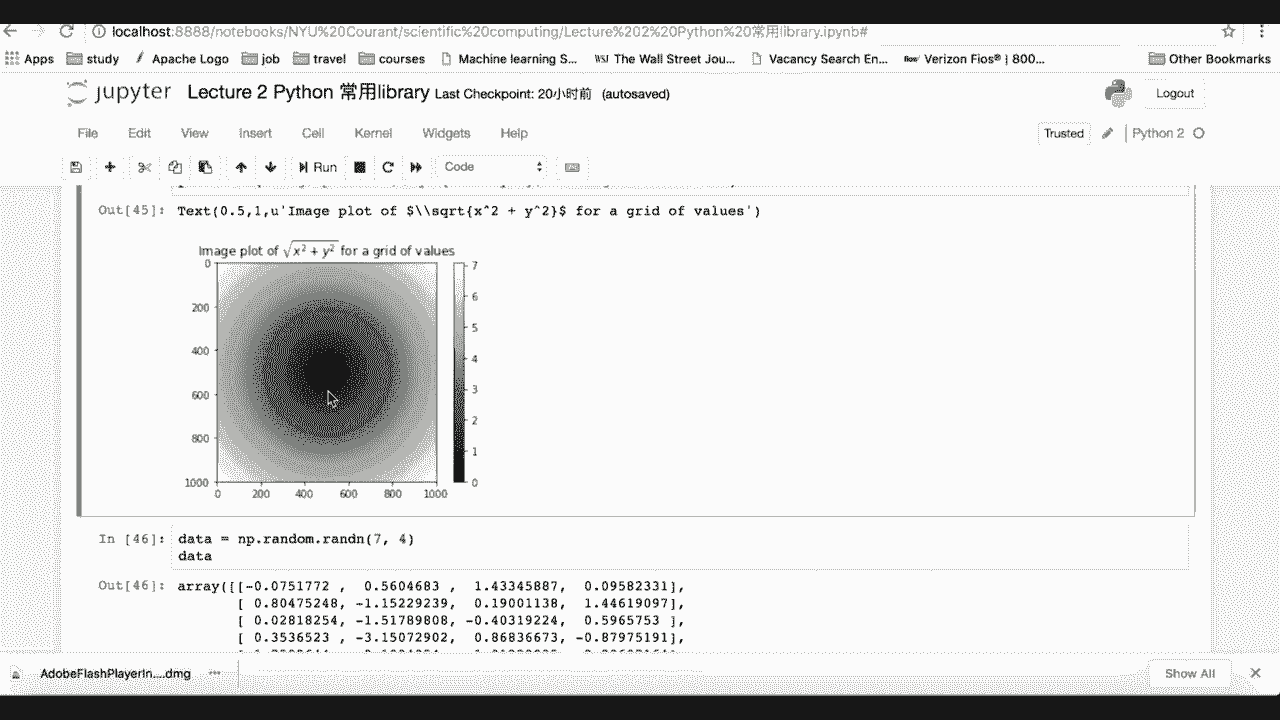 localhost:8888/notebooks/NYU%20Courant/scientific%20computing/Lecture%202%20Python%20常用library.ipynb#
Apps study Apache Logo job travel courses Machine learning S... WSJ The Wall Street Jou... Vacancy Search En... Verizon Fios® | 800... Other Bookmarks
jupyter Lecture 2 Python 常用library Last Checkpoint: 20小时前 (autosaved) Logout
File Edit View Insert Cell Kernel Widgets Help Trusted Python 2
Run Code
Out[45]: Text(0.5,1,u'Image plot of $\\sqrt{x^2 + y^2}$ for a grid of values')
Image plot of √x² + y² for a grid of values
0
200
400
600
800
1000
0 200 400 600 800 1000
7
6
5
4
3
2
1
0
In [46]: data = np.random.randn(7, 4)
data
Out[46]: array([[-0.0751772 , 0.5604683 , 1.43345887, 0.09582331],
[ 0.80475248, -1.15229239, 0.19001138, 1.44619097],
[ 0.02818254, -1.51789808, -0.40319224, 0.5965753 ],
[ 0.3536523 , -3.15072902, 0.86836673, -0.87975191],
AdobeFlashPlayerIn....dmg Show All